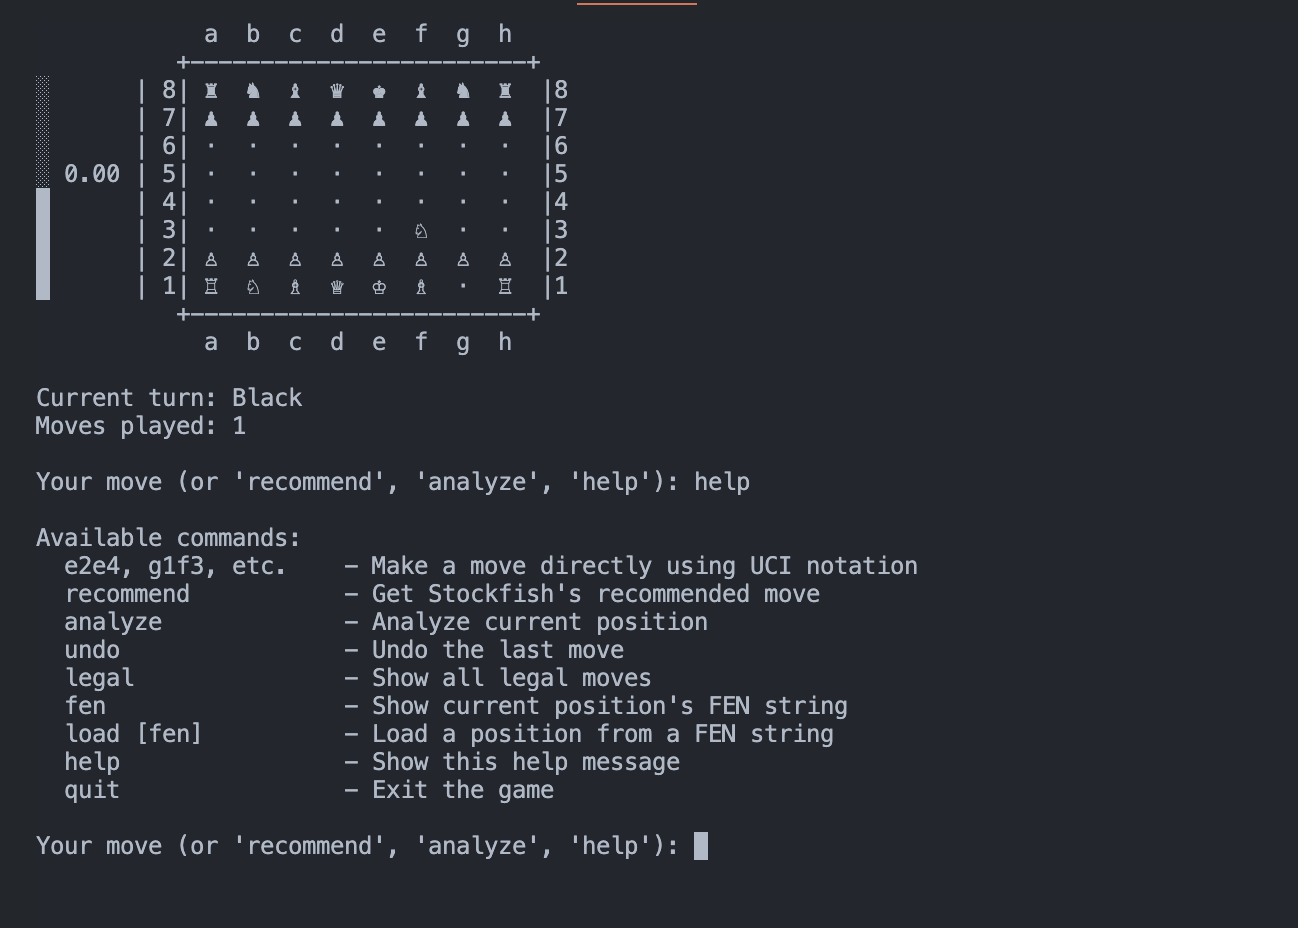 a b c d e f g h
+------------------------+
| 8| ♜ ♞ ♝ ♛ ♚ ♝ ♞ ♜ |8
| 7| ♟ ♟ ♟ ♟ ♟ ♟ ♟ ♟ |7
| 6| · · · · · · · · |6
0.00 | 5| · · · · · · · · |5
| 4| · · · · · · · · |4
| 3| · · · · · ♘ · · |3
| 2| ♙ ♙ ♙ ♙ ♙ ♙ ♙ ♙ |2
| 1| ♖ ♘ ♗ ♕ ♔ ♗ · ♖ |1
+------------------------+
a b c d e f g h
Current turn: Black
Moves played: 1
Your move (or 'recommend', 'analyze', 'help'): help
Available commands:
e2e4, g1f3, etc. - Make a move directly using UCI notation
recommend - Get Stockfish's recommended move
analyze - Analyze current position
undo - Undo the last move
legal - Show all legal moves
fen - Show current position's FEN string
load [fen] - Load a position from a FEN string
help - Show this help message
quit - Exit the game
Your move (or 'recommend', 'analyze', 'help'):